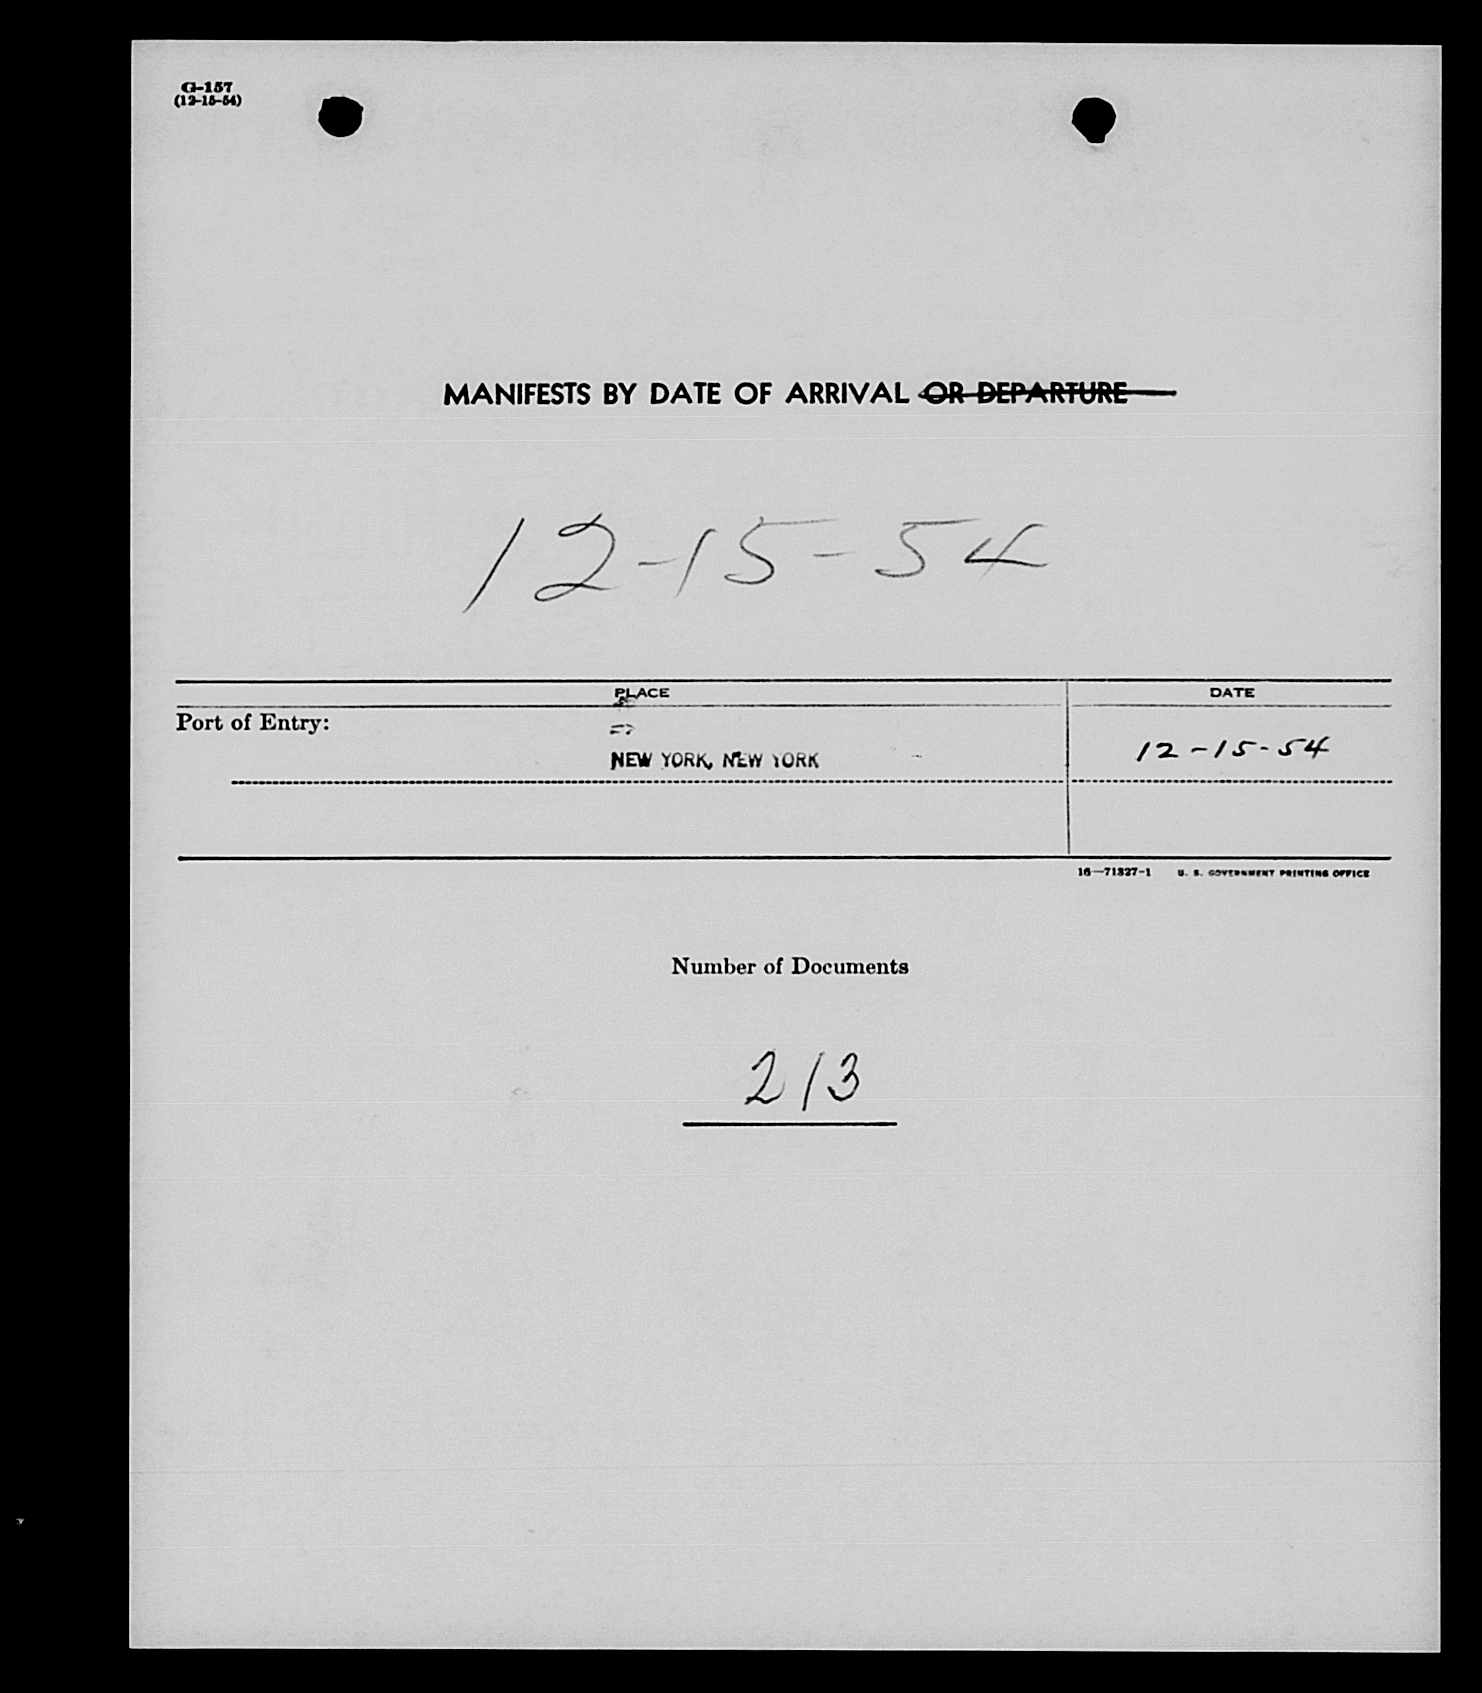 G-157
(12-15-54)
MANIFESTS BY DATE OF ARRIVAL OR DEPARTURE
12-15-54
PLACE DATE
Port of Entry:
NEW YORK, NEW YORK 12-15-54
16—71327-1 U. S. GOVERNMENT PRINTING OFFICE
Number of Documents
213